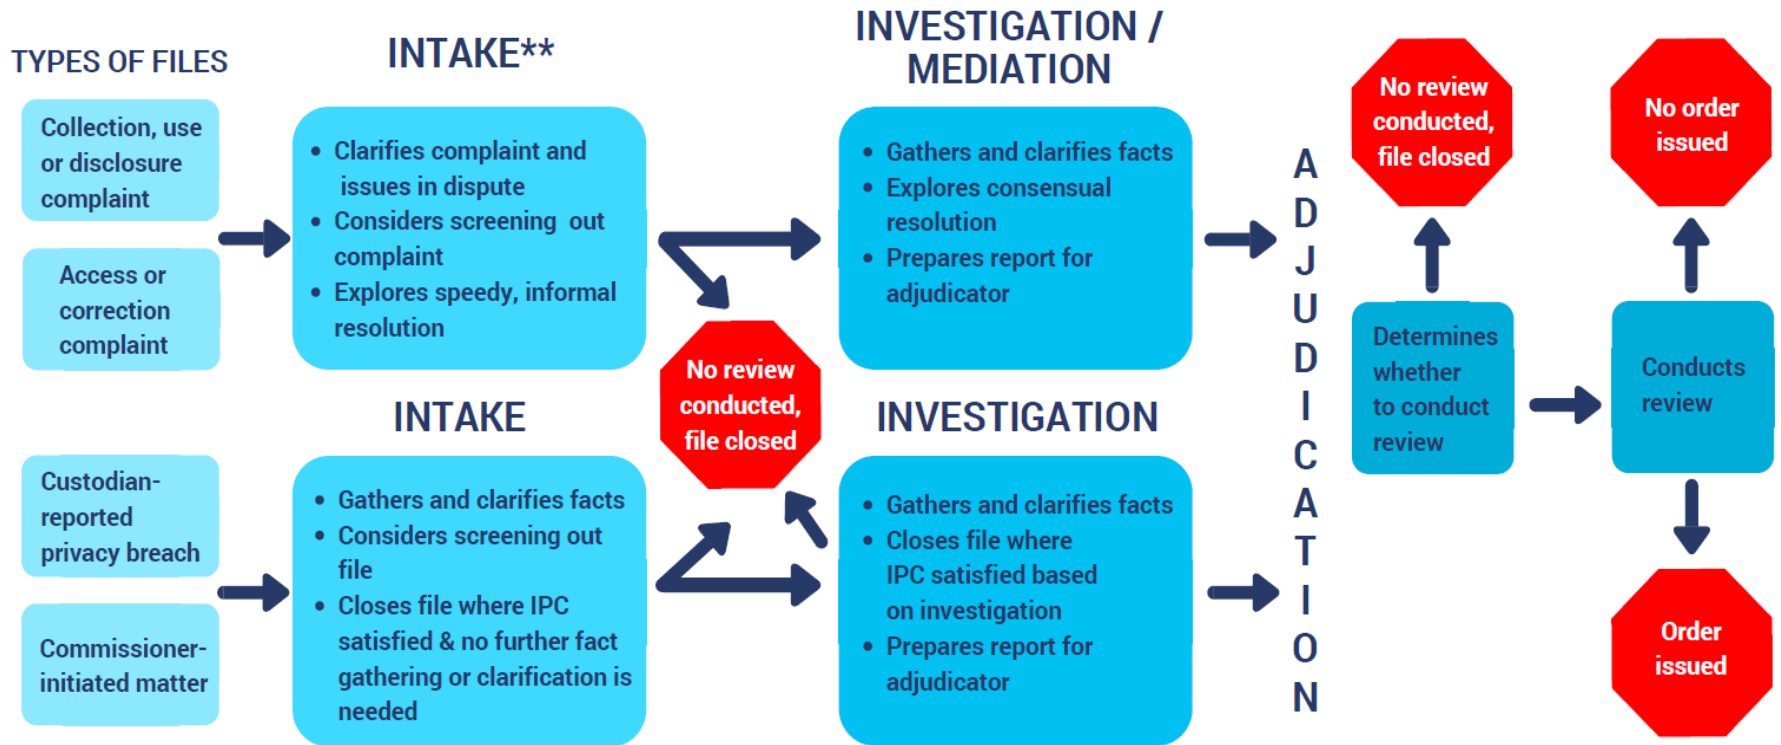 TYPES OF FILES
Collection, use
or disclosure
complaint
Access or
correction
complaint
Custodian-
reported
privacy breach
Commissioner-
initiated matter
INTAKE**
• Clarifies complaint and
issues in dispute
• Considers screening out
complaint
• Explores speedy, informal
resolution
INTAKE
• Gathers and clarifies facts
• Considers screening out
file
• Closes file where IPC
satisfied & no further fact
gathering or clarification is
needed
No review
conducted,
file closed
INVESTIGATION /
MEDIATION
• Gathers and clarifies facts
• Explores consensual
resolution
• Prepares report for
adjudicator
INVESTIGATION
• Gathers and clarifies facts
• Closes file where
IPC satisfied based
on investigation
• Prepares report for
adjudicator
ADJUDICATION
No review
conducted,
file closed
Determines
whether
to conduct
review
No order
issued
Conducts
review
Order
issued